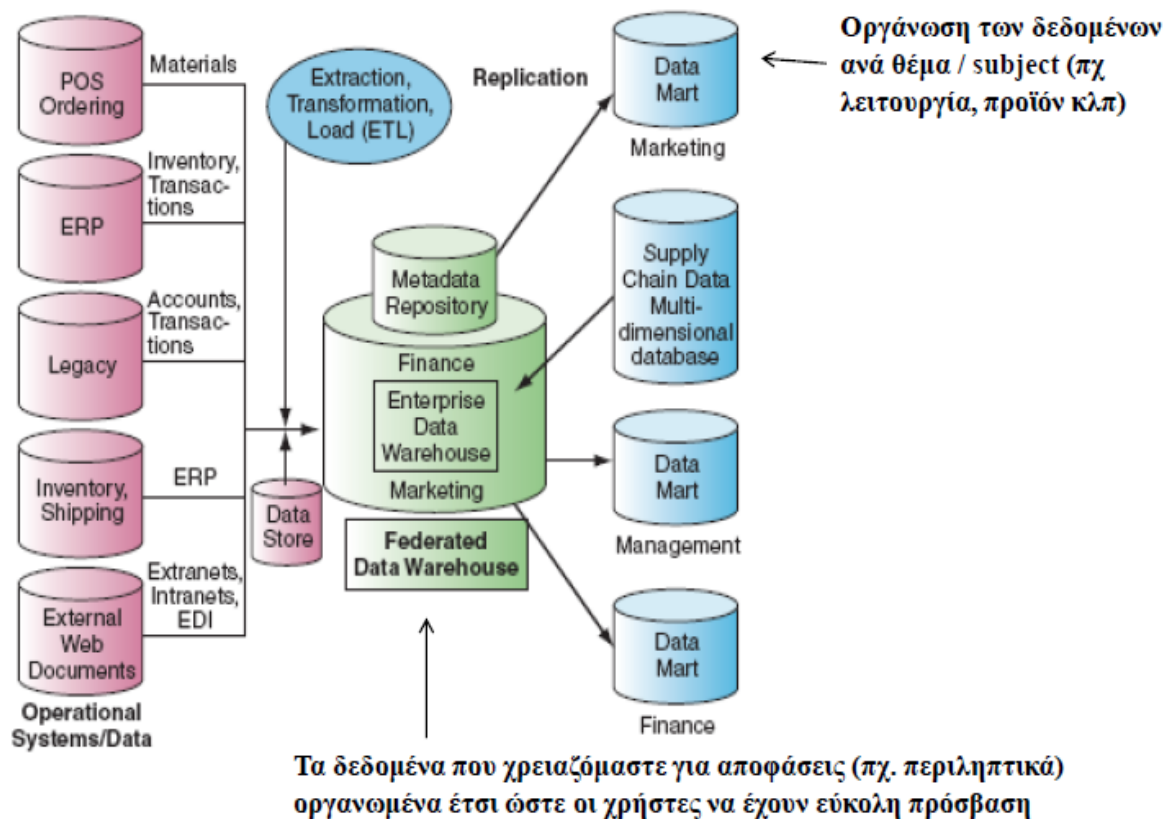 POS
Ordering
Materials
ERP
Inventory,
Transac-
tions
Legacy
Accounts,
Transac-
tions
Inventory,
Shipping
ERP
External
Web
Documents
Extranets,
Intranets,
EDI
Operational
Systems/Data
Extraction,
Transformation,
Load (ETL)
Data
Store
Metadata
Repository
Finance
Enterprise
Data
Warehouse
Marketing
Federated
Data Warehouse
Replication
Data
Mart
Marketing
Supply
Chain Data
Multi-
dimensional
database
Data
Mart
Management
Data
Mart
Finance
Οργάνωση των δεδομένων
ανά θέμα / subject (πχ
λειτουργία, προϊόν κλπ)
Τα δεδομένα που χρειαζόμαστε για αποφάσεις (πχ. περιληπτικά)
οργανωμένα έτσι ώστε οι χρήστες να έχουν εύκολη πρόσβαση